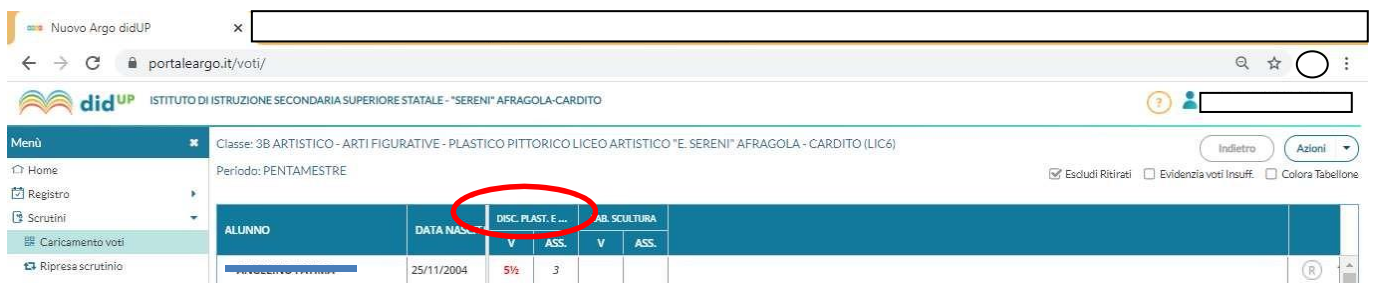 Nuovo Argo didUP
portaleargo.it/voti/
didUP ISTITUTO DI ISTRUZIONE SECONDARIA SUPERIORE STATALE - "SERENI" AFRAGOLA-CARDITO
Menù
Classe: 3B ARTISTICO - ARTI FIGURATIVE - PLASTICO PITTORICO LICEO ARTISTICO "E. SERENI" AFRAGOLA - CARDITO (LIC6)
Indietro
Azioni
Home
Periodo: PENTAMESTRE
Escludi Ritirati
Evidenzia voti Insuff.
Colora Tabellone
Registro
Scrutini
ALUNNO
DISC. PLAST. E ...
SCULTURA
DATA
V ASS. V ASS.
Caricamento voti
Ripresa scrutinio
25/11/2004 5½ 3
R